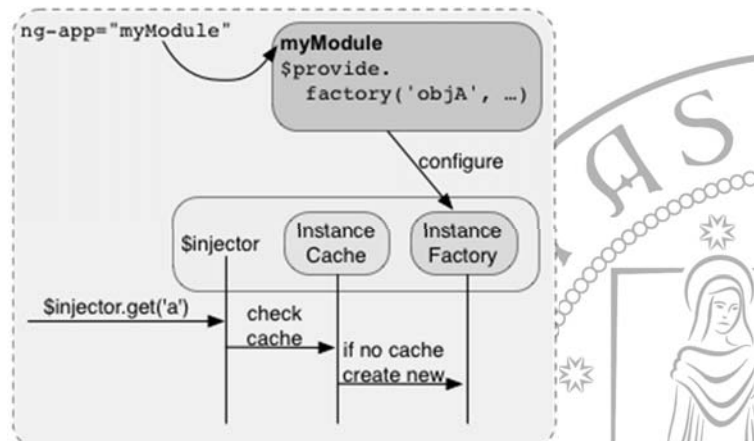 ng-app="myModule"
myModule
$provide.
factory('objA', …)
configure
$injector
Instance
Cache
Instance
Factory
$injector.get('a')
check
cache
if no cache
create new
A S